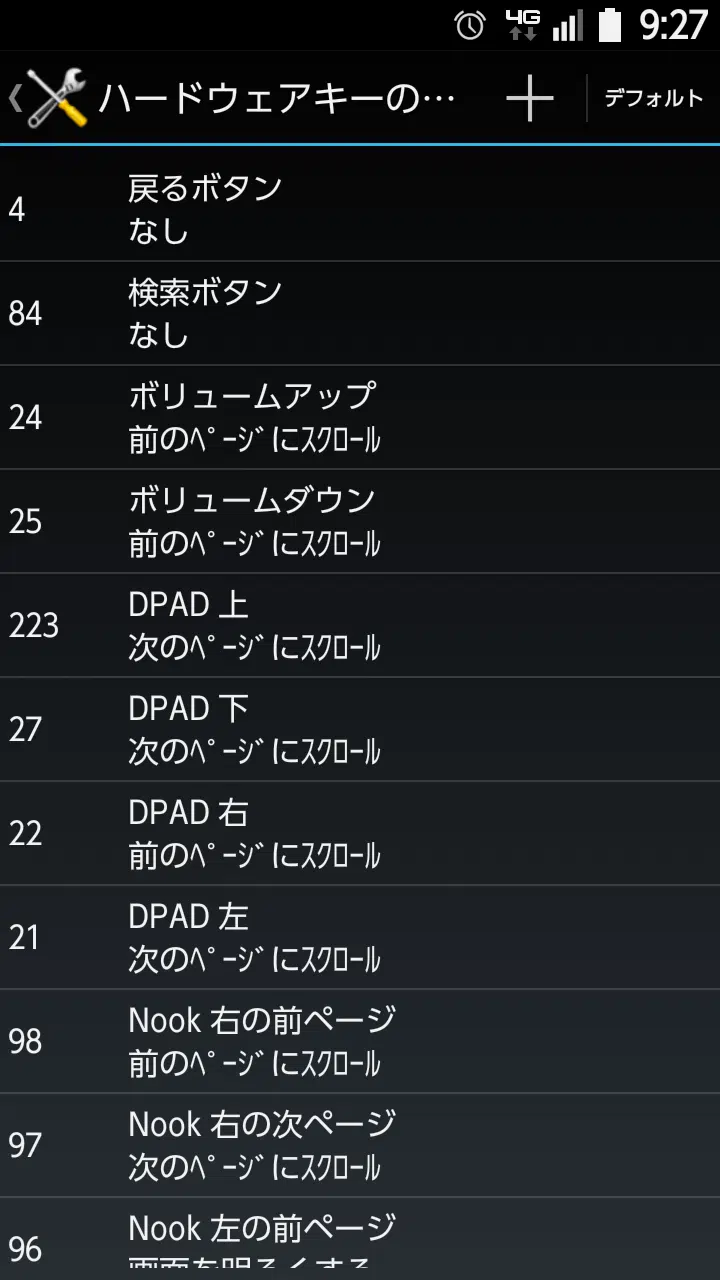 4G 9:27
ハードウェアキーの… デフォルト
4
戻るボタン
なし
84
検索ボタン
なし
24
ボリュームアップ
前のﾍﾟｰｼﾞにｽｸﾛｰﾙ
25
ボリュームダウン
前のﾍﾟｰｼﾞにｽｸﾛｰﾙ
223
DPAD 上
次のﾍﾟｰｼﾞにｽｸﾛｰﾙ
27
DPAD 下
次のﾍﾟｰｼﾞにｽｸﾛｰﾙ
22
DPAD 右
前のﾍﾟｰｼﾞにｽｸﾛｰﾙ
21
DPAD 左
次のﾍﾟｰｼﾞにｽｸﾛｰﾙ
98
Nook 右の前ページ
前のﾍﾟｰｼﾞにｽｸﾛｰﾙ
97
Nook 右の次ページ
次のﾍﾟｰｼﾞにｽｸﾛｰﾙ
96
Nook 左の前ページ
画面を明るくする